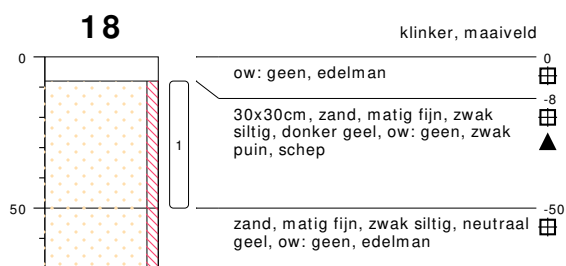 18
klinker, maaiveld
0
0
ow: geen, edelman
-8
30x30cm, zand, matig fijn, zwak
siltig, donker geel, ow: geen, zwak
puin, schep
1
50
-50
zand, matig fijn, zwak siltig, neutraal
geel, ow: geen, edelman